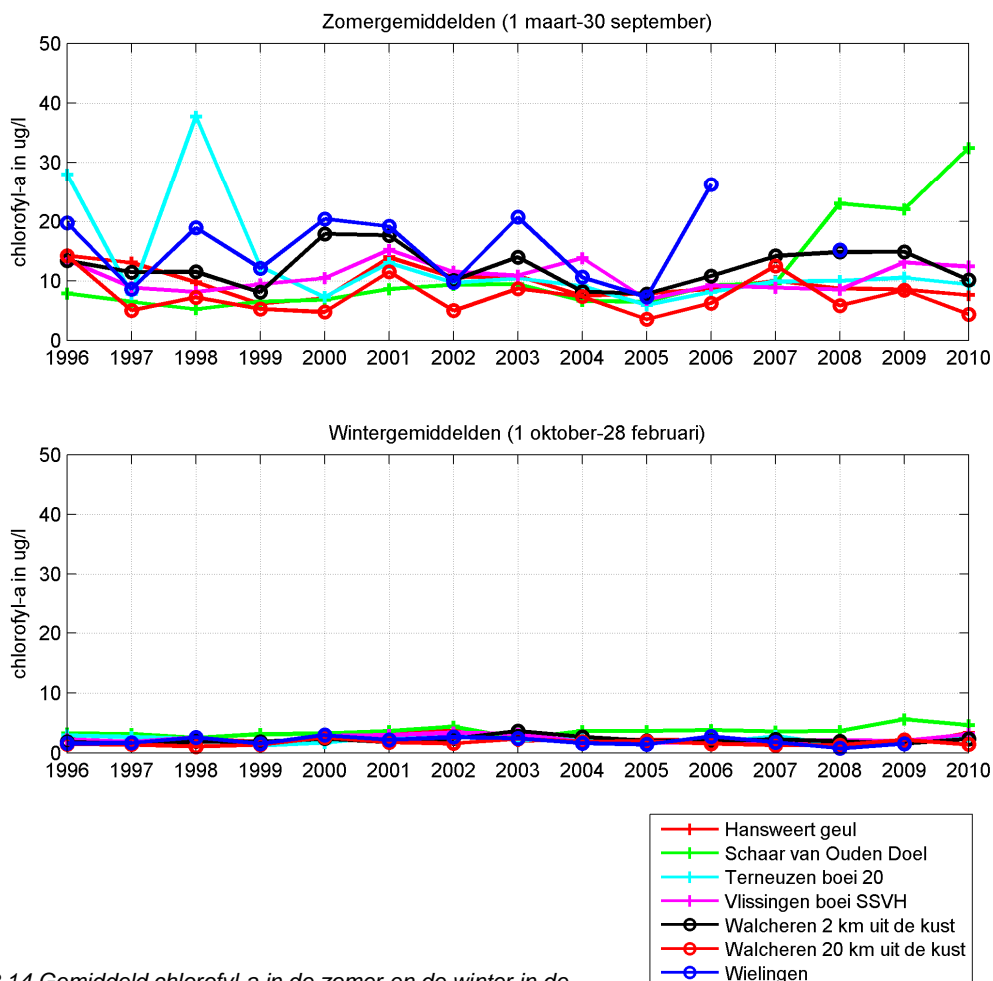 Zomergemiddelden (1 maart-30 september)
chlorofyl-a in ug/l
50
40
30
20
10
0
1996 1997 1998 1999 2000 2001 2002 2003 2004 2005 2006 2007 2008 2009 2010
Wintergemiddelden (1 oktober-28 februari)
chlorofyl-a in ug/l
50
40
30
20
10
0
1996 1997 1998 1999 2000 2001 2002 2003 2004 2005 2006 2007 2008 2009 2010
Hansweert geul
Schaar van Ouden Doel
Terneuzen boei 20
Vlissingen boei SSVH
Walcheren 2 km uit de kust
Walcheren 20 km uit de kust
Wielingen
14 Gemiddeld chlorofyl-a in de zomer en de winter in de